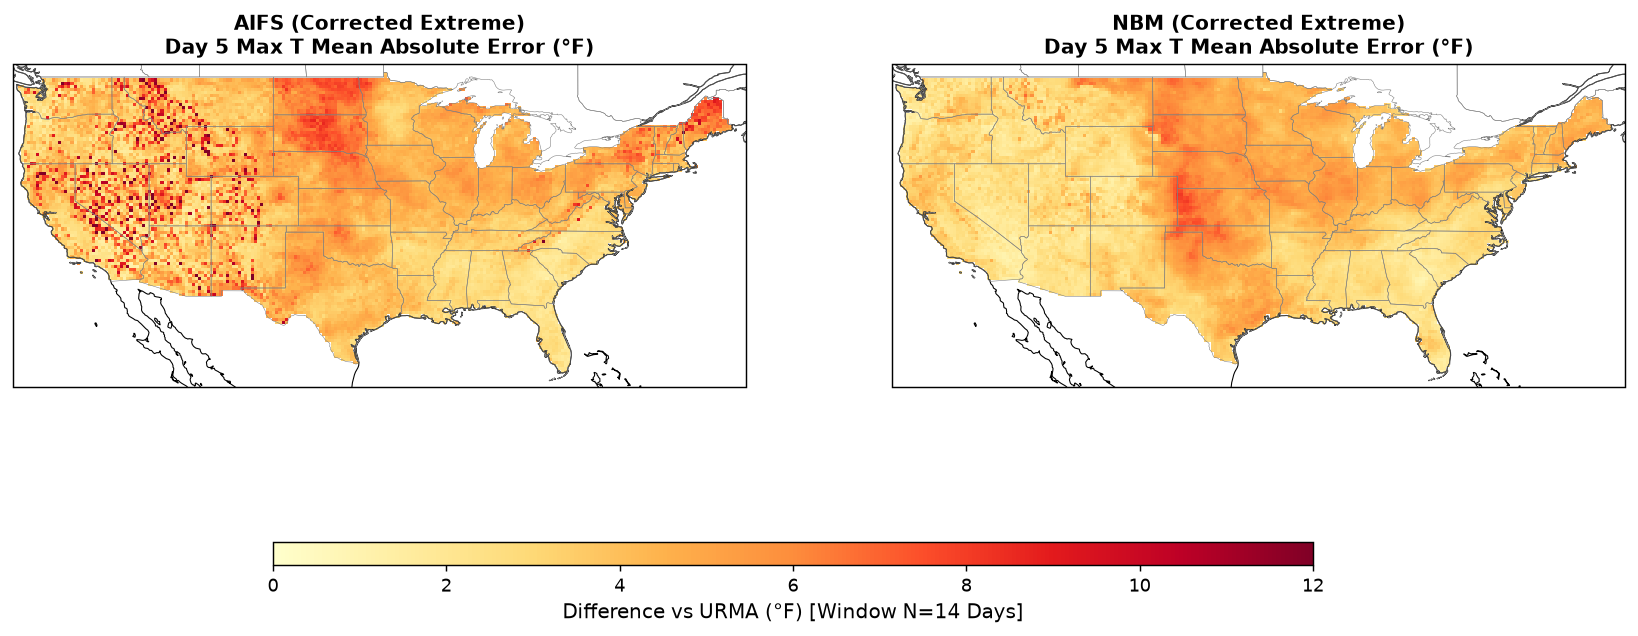 AIFS (Corrected Extreme)
Day 5 Max T Mean Absolute Error (°F)
NBM (Corrected Extreme)
Day 5 Max T Mean Absolute Error (°F)
0 2 4 6 8 10 12
Difference vs URMA (°F) [Window N=14 Days]